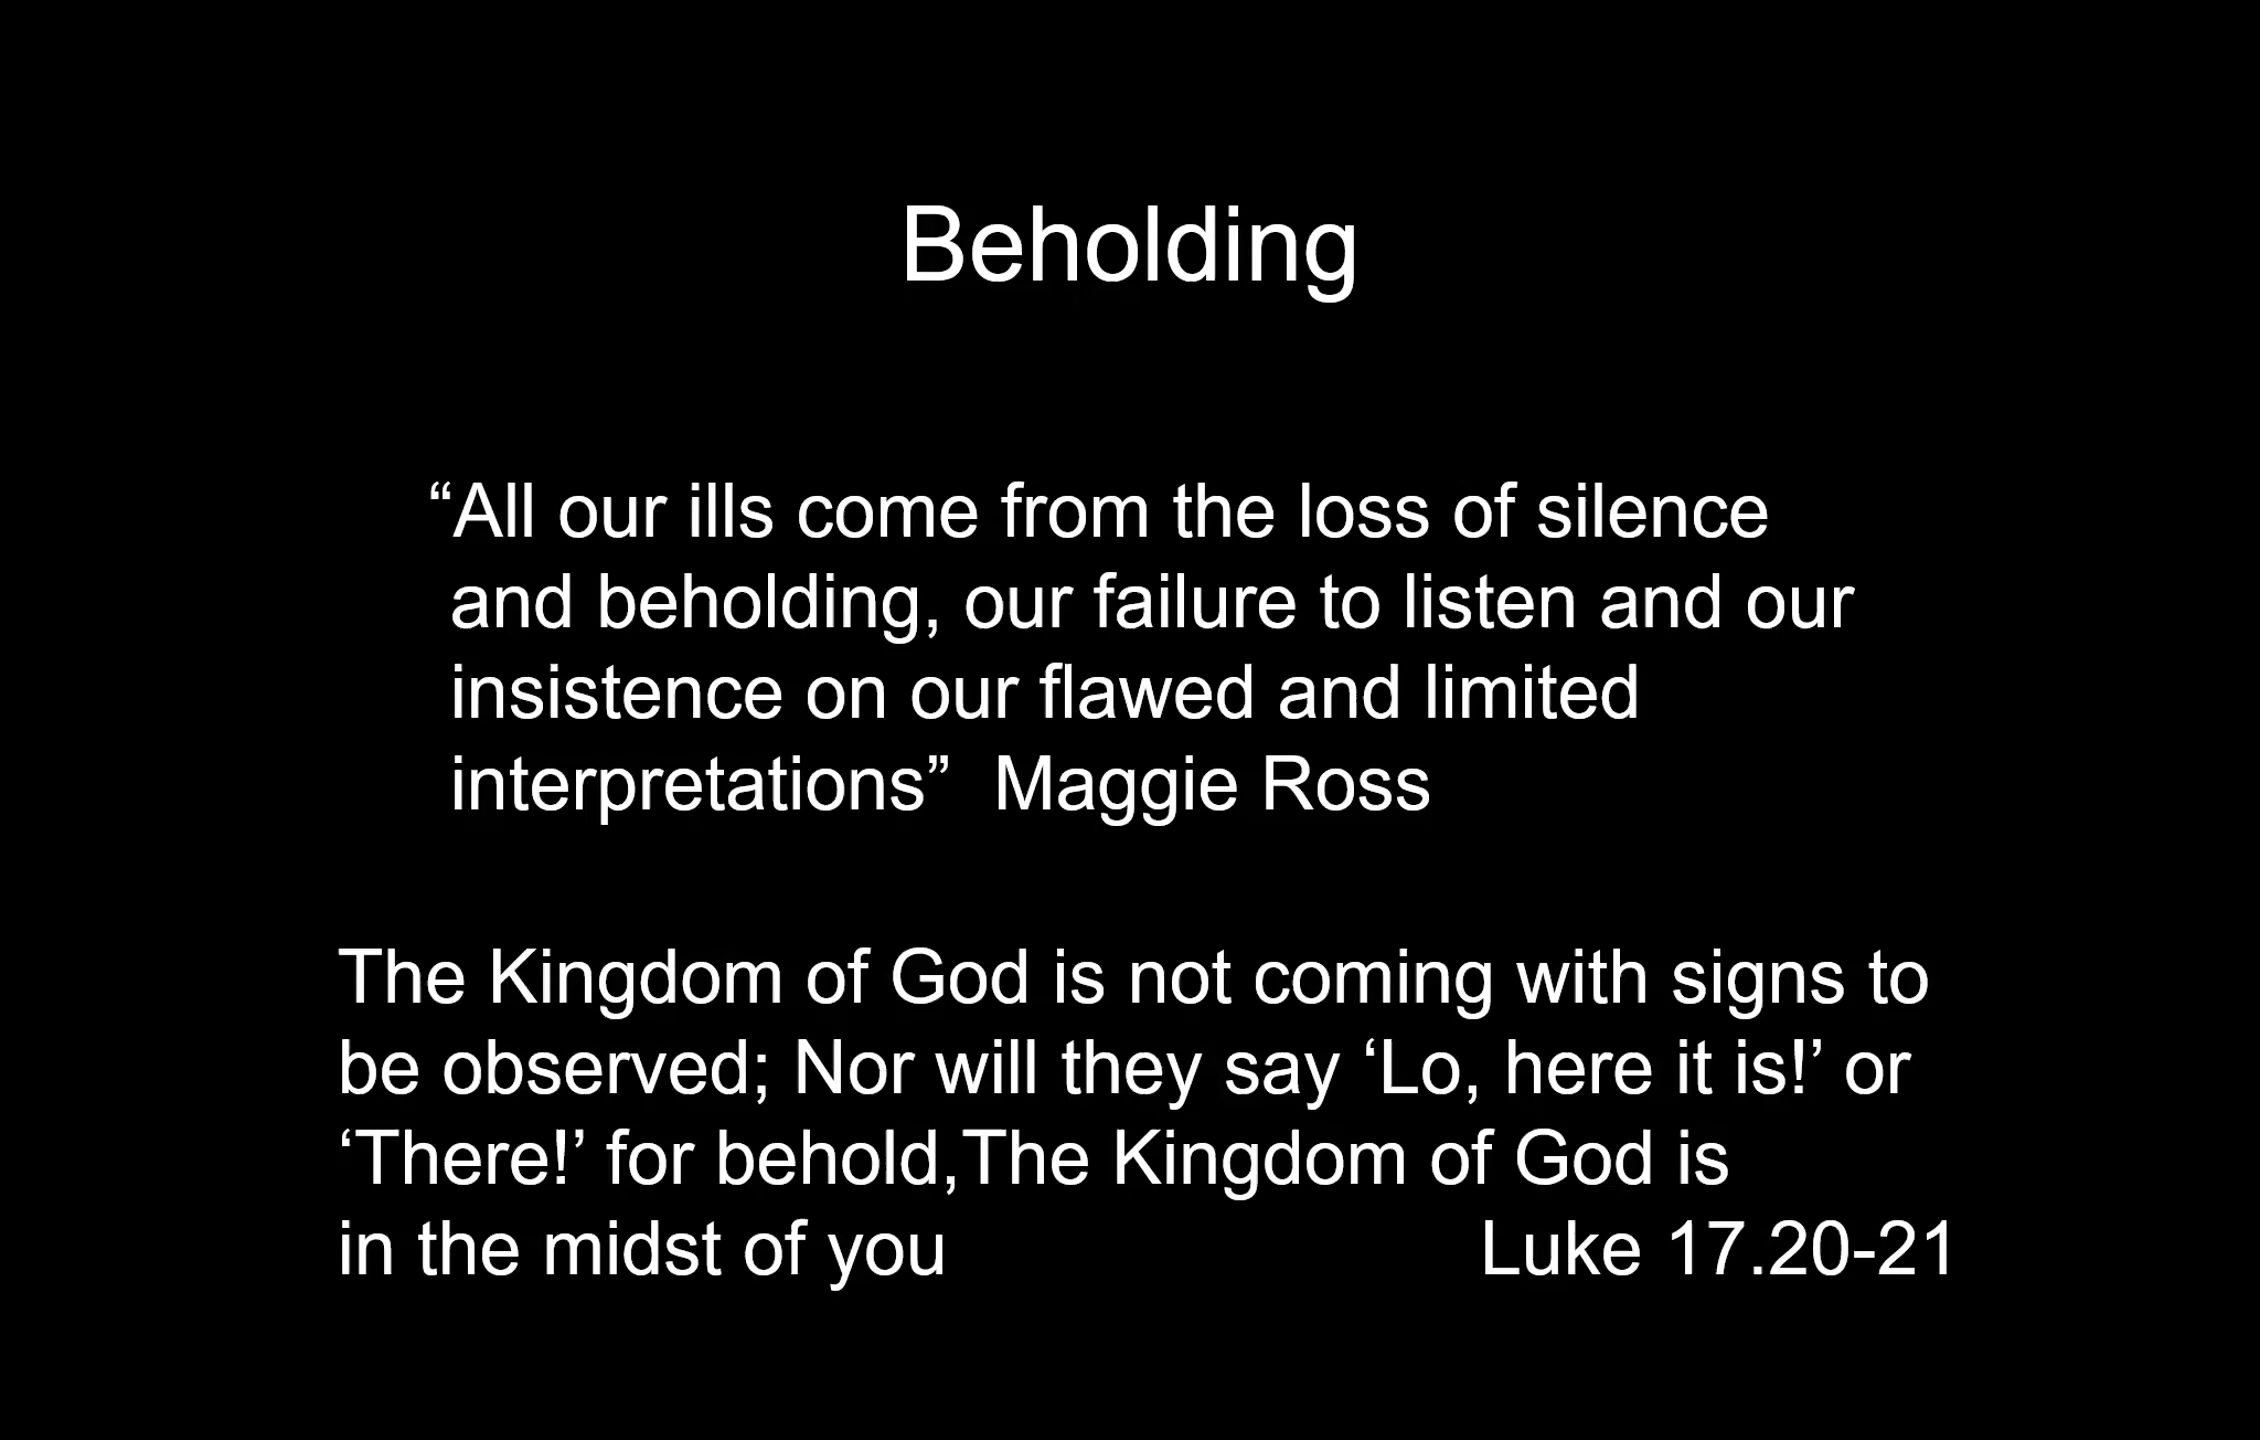 Beholding
“All our ills come from the loss of silence
and beholding, our failure to listen and our
insistence on our flawed and limited
interpretations”  Maggie Ross
The Kingdom of God is not coming with signs to
be observed; Nor will they say ‘Lo, here it is!’ or
‘There!’ for behold,The Kingdom of God is
in the midst of you Luke 17.20-21